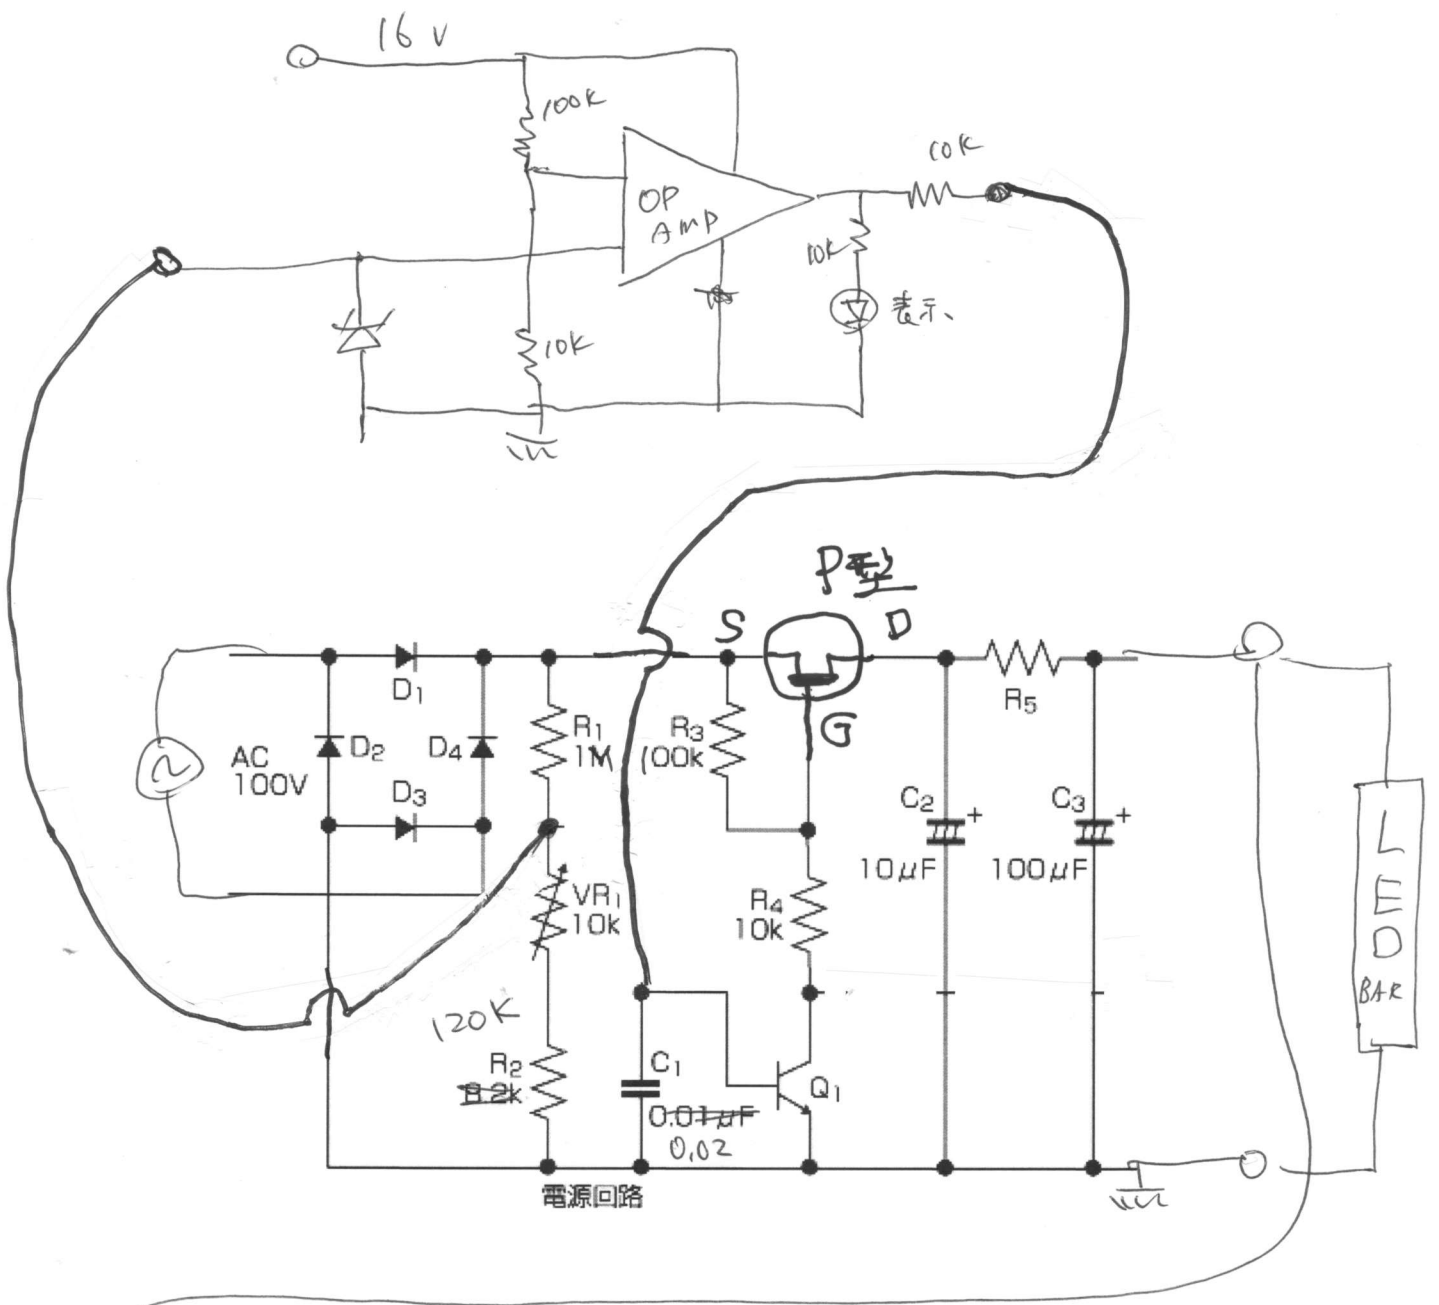 16V
100K
10K
OP
AMP
10K
表示
10K
P型
S
D
G
D1
R1
1M
R3
100k
R5
AC
100V
D2
D4
D3
C2
+
10μF
C3
+
100μF
VR1
10k
R4
10k
LED
BAR
120K
R2
8.2k
C1
0.01μF
0.02
Q1
電源回路